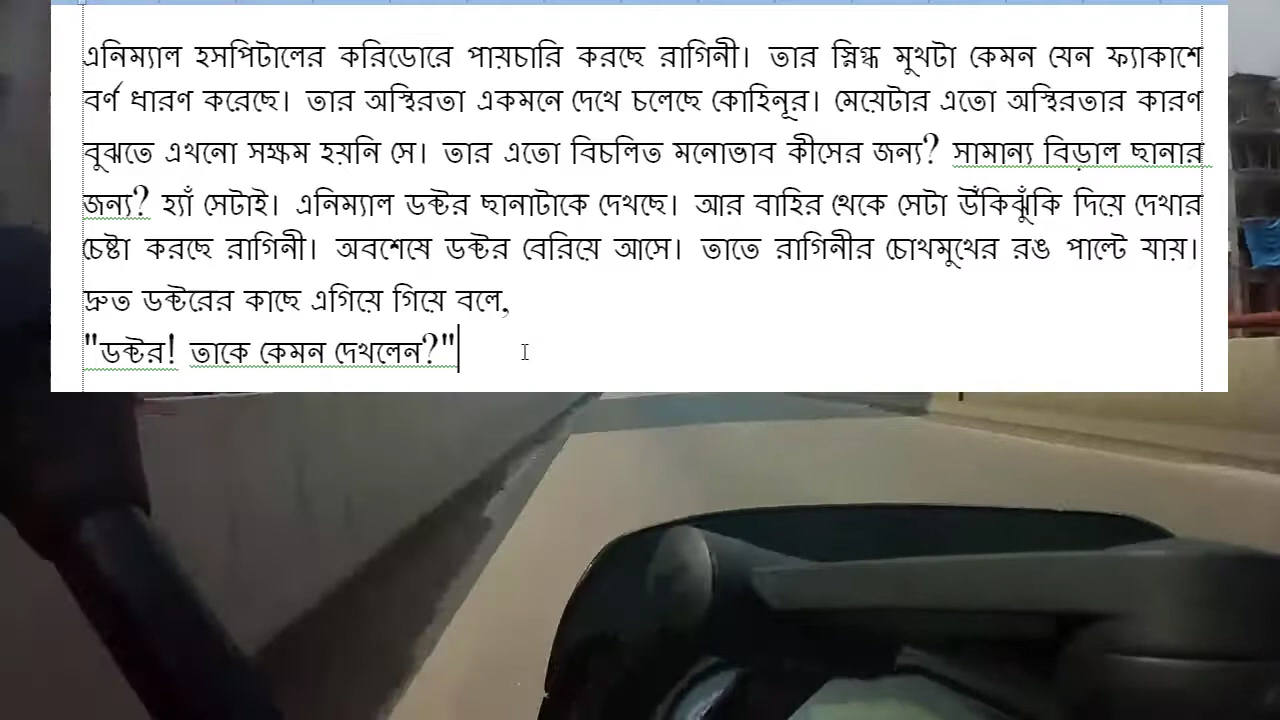 এনিম্যাল হসপিটালের করিডোরে পায়চারি করছে রাগিনী। তার স্নিগ্ধ মুখটা কেমন যেন ফ্যাকাশে
বর্ণ ধারণ করেছে। তার অস্থিরতা একমনে দেখে চলেছে কোহিনূর। মেয়েটার এতো অস্থিরতার কারণ
বুঝতে এখনো সক্ষম হয়নি সে। তার এতো বিচলিত মনোভাব কীসের জন্য? সামান্য বিড়াল ছানার
জন্য? হ্যাঁ সেটাই। এনিম্যাল ডক্টর ছানাটাকে দেখছে। আর বাহির থেকে সেটা উঁকিঝুঁকি দিয়ে দেখার
চেষ্টা করছে রাগিনী। অবশেষে ডক্টর বেরিয়ে আসে। তাতে রাগিনীর চোখমুখের রঙ পাল্টে যায়।
দ্রুত ডক্টরের কাছে এগিয়ে গিয়ে বলে,
"ডক্টর! তাকে কেমন দেখলেন?"